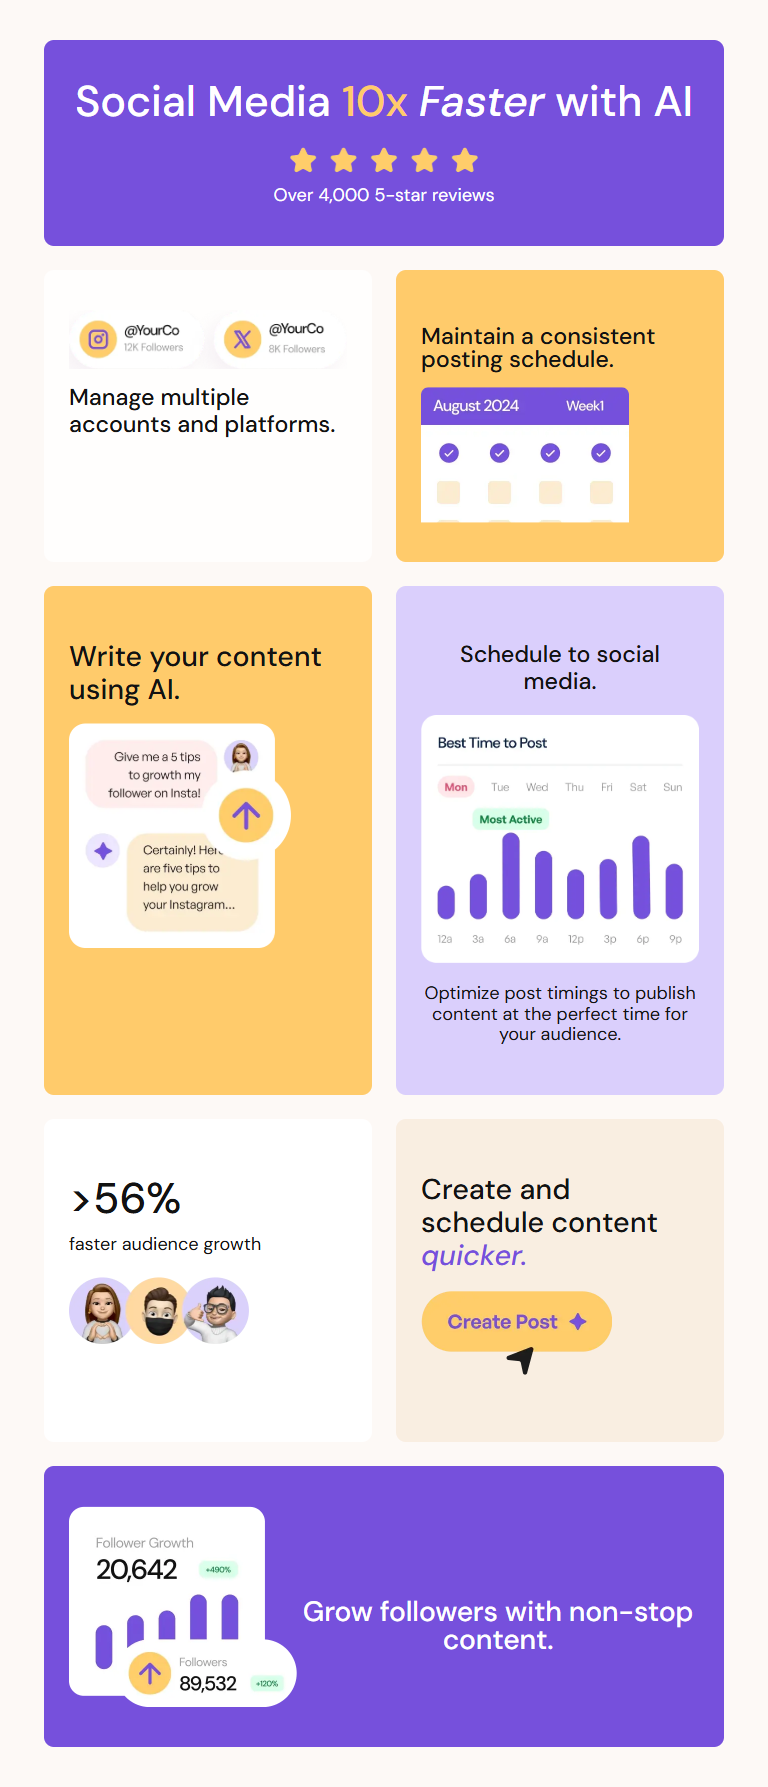 Social Media 10x Faster with AI
Over 4,000 5-star reviews
@YourCo
12K Followers
@YourCo
8K Followers
Manage multiple
accounts and platforms.
Maintain a consistent
posting schedule.
August 2024 Week1
Write your content
using AI.
Give me a 5 tips
to growth my
follower on Insta!
Certainly! Here
are five tips to
help you grow
your Instagram...
Schedule to social
media.
Best Time to Post
Mon Tue Wed Thu Fri Sat Sun
Most Active
12a 3a 6a 9a 12p 3p 6p 9p
Optimize post timings to publish
content at the perfect time for
your audience.
>56%
faster audience growth
Create and
schedule content
quicker.
Create Post
Follower Growth
20,642 +490%
Followers
89,532 +120%
Grow followers with non-stop
content.